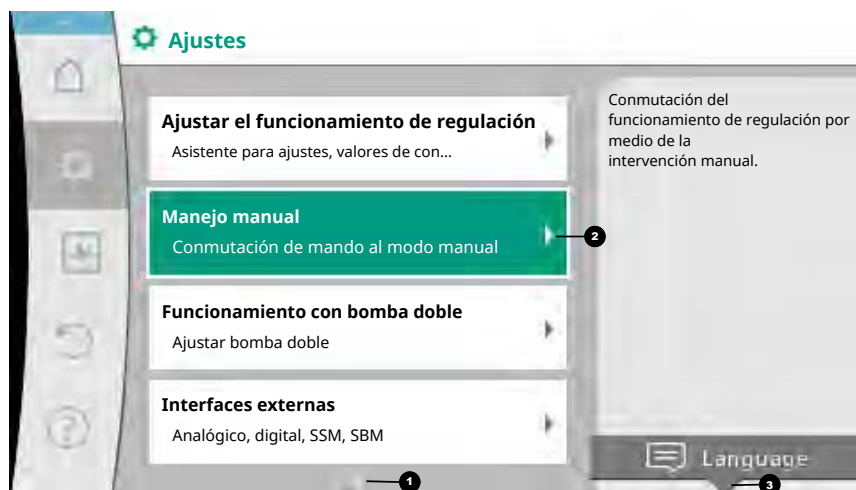 Ajustes
Ajustar el funcionamiento de regulación
Asistente para ajustes, valores de con...
Manejo manual
Conmutación de mando al modo manual
2
Funcionamiento con bomba doble
Ajustar bomba doble
Interfaces externas
Analógico, digital, SSM, SBM
1
Conmutación del
funcionamiento de regulación por
medio de la
intervención manual.
Language
3